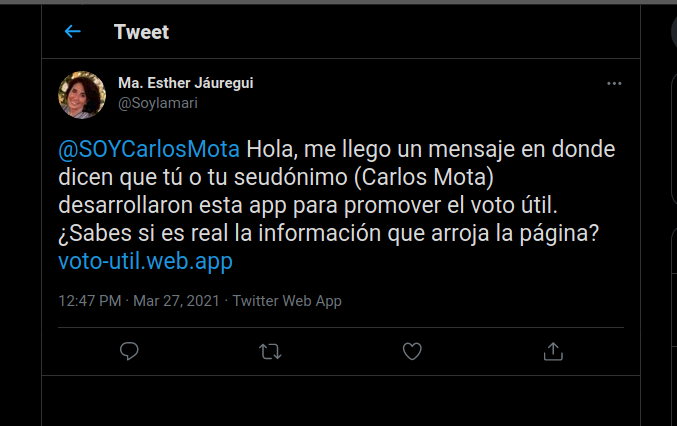 Tweet
Ma. Esther Jáuregui
@Soylamari
@SOYCarlosMota Hola, me llego un mensaje en donde
dicen que tú o tu seudónimo (Carlos Mota)
desarrollaron esta app para promover el voto útil.
¿Sabes si es real la información que arroja la página?
voto-util.web.app
12:47 PM · Mar 27, 2021 · Twitter Web App